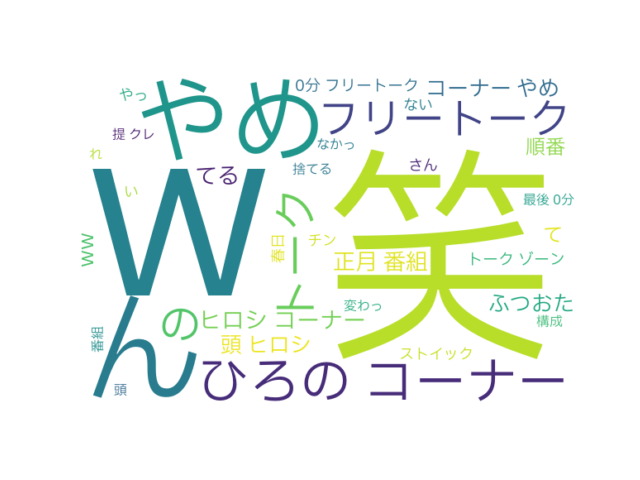 0分 フリートーク
コーナー やめ
やっ
やめ
フリートーク
ない
提 クレ
なかっ
順番
れ
てる
捨てる
さん
い
W
笑
最後 0分
トーク
ww
春日
チン
正月 番組
て
トーク ゾーン
ん
の
ヒロシ コーナー
変わっ
ふつおた
構成
番組
頭 ヒロシ
ストイック
頭
ひろの コーナー